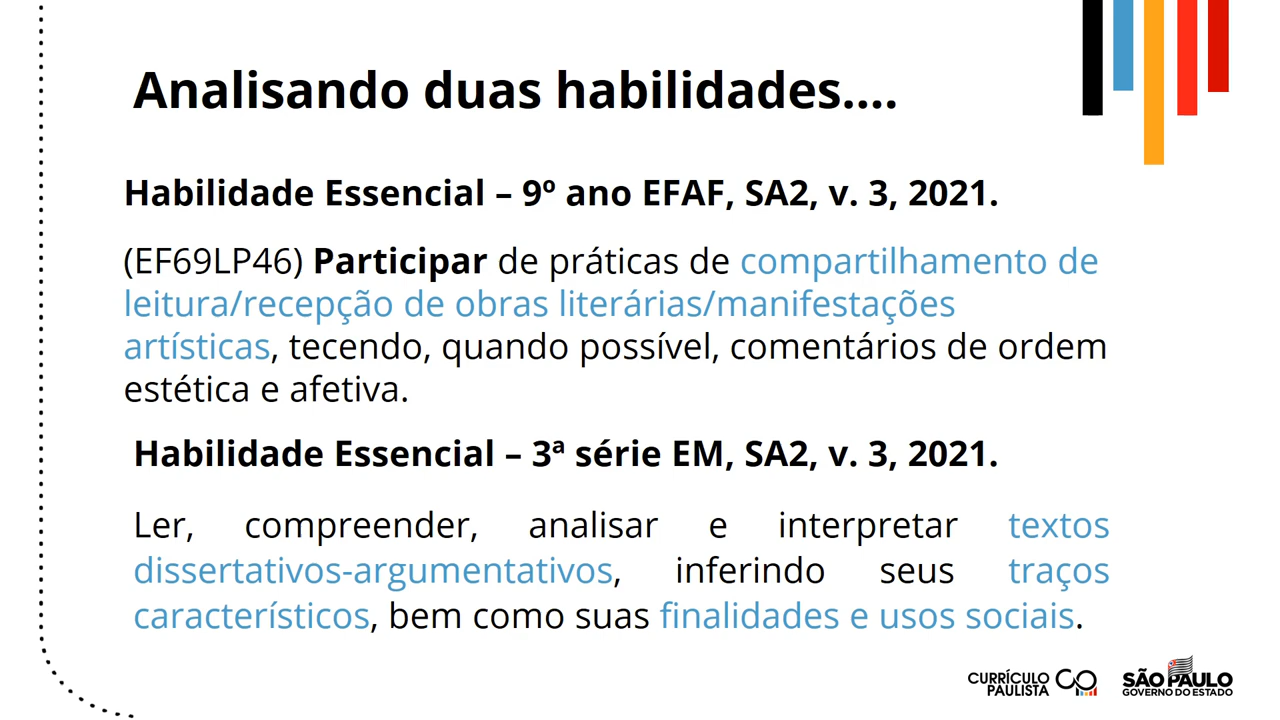 Analisando duas habilidades....
Habilidade Essencial – 9º ano EFAF, SA2, v. 3, 2021.
(EF69LP46) Participar de práticas de compartilhamento de
leitura/recepção de obras literárias/manifestações
artísticas, tecendo, quando possível, comentários de ordem
estética e afetiva.
Habilidade Essencial – 3ª série EM, SA2, v. 3, 2021.
Ler, compreender, analisar e interpretar textos
dissertativos-argumentativos, inferindo seus traços
característicos, bem como suas finalidades e usos sociais.
CURRÍCULO
PAULISTA
SÃO PAULO
GOVERNO DO ESTADO